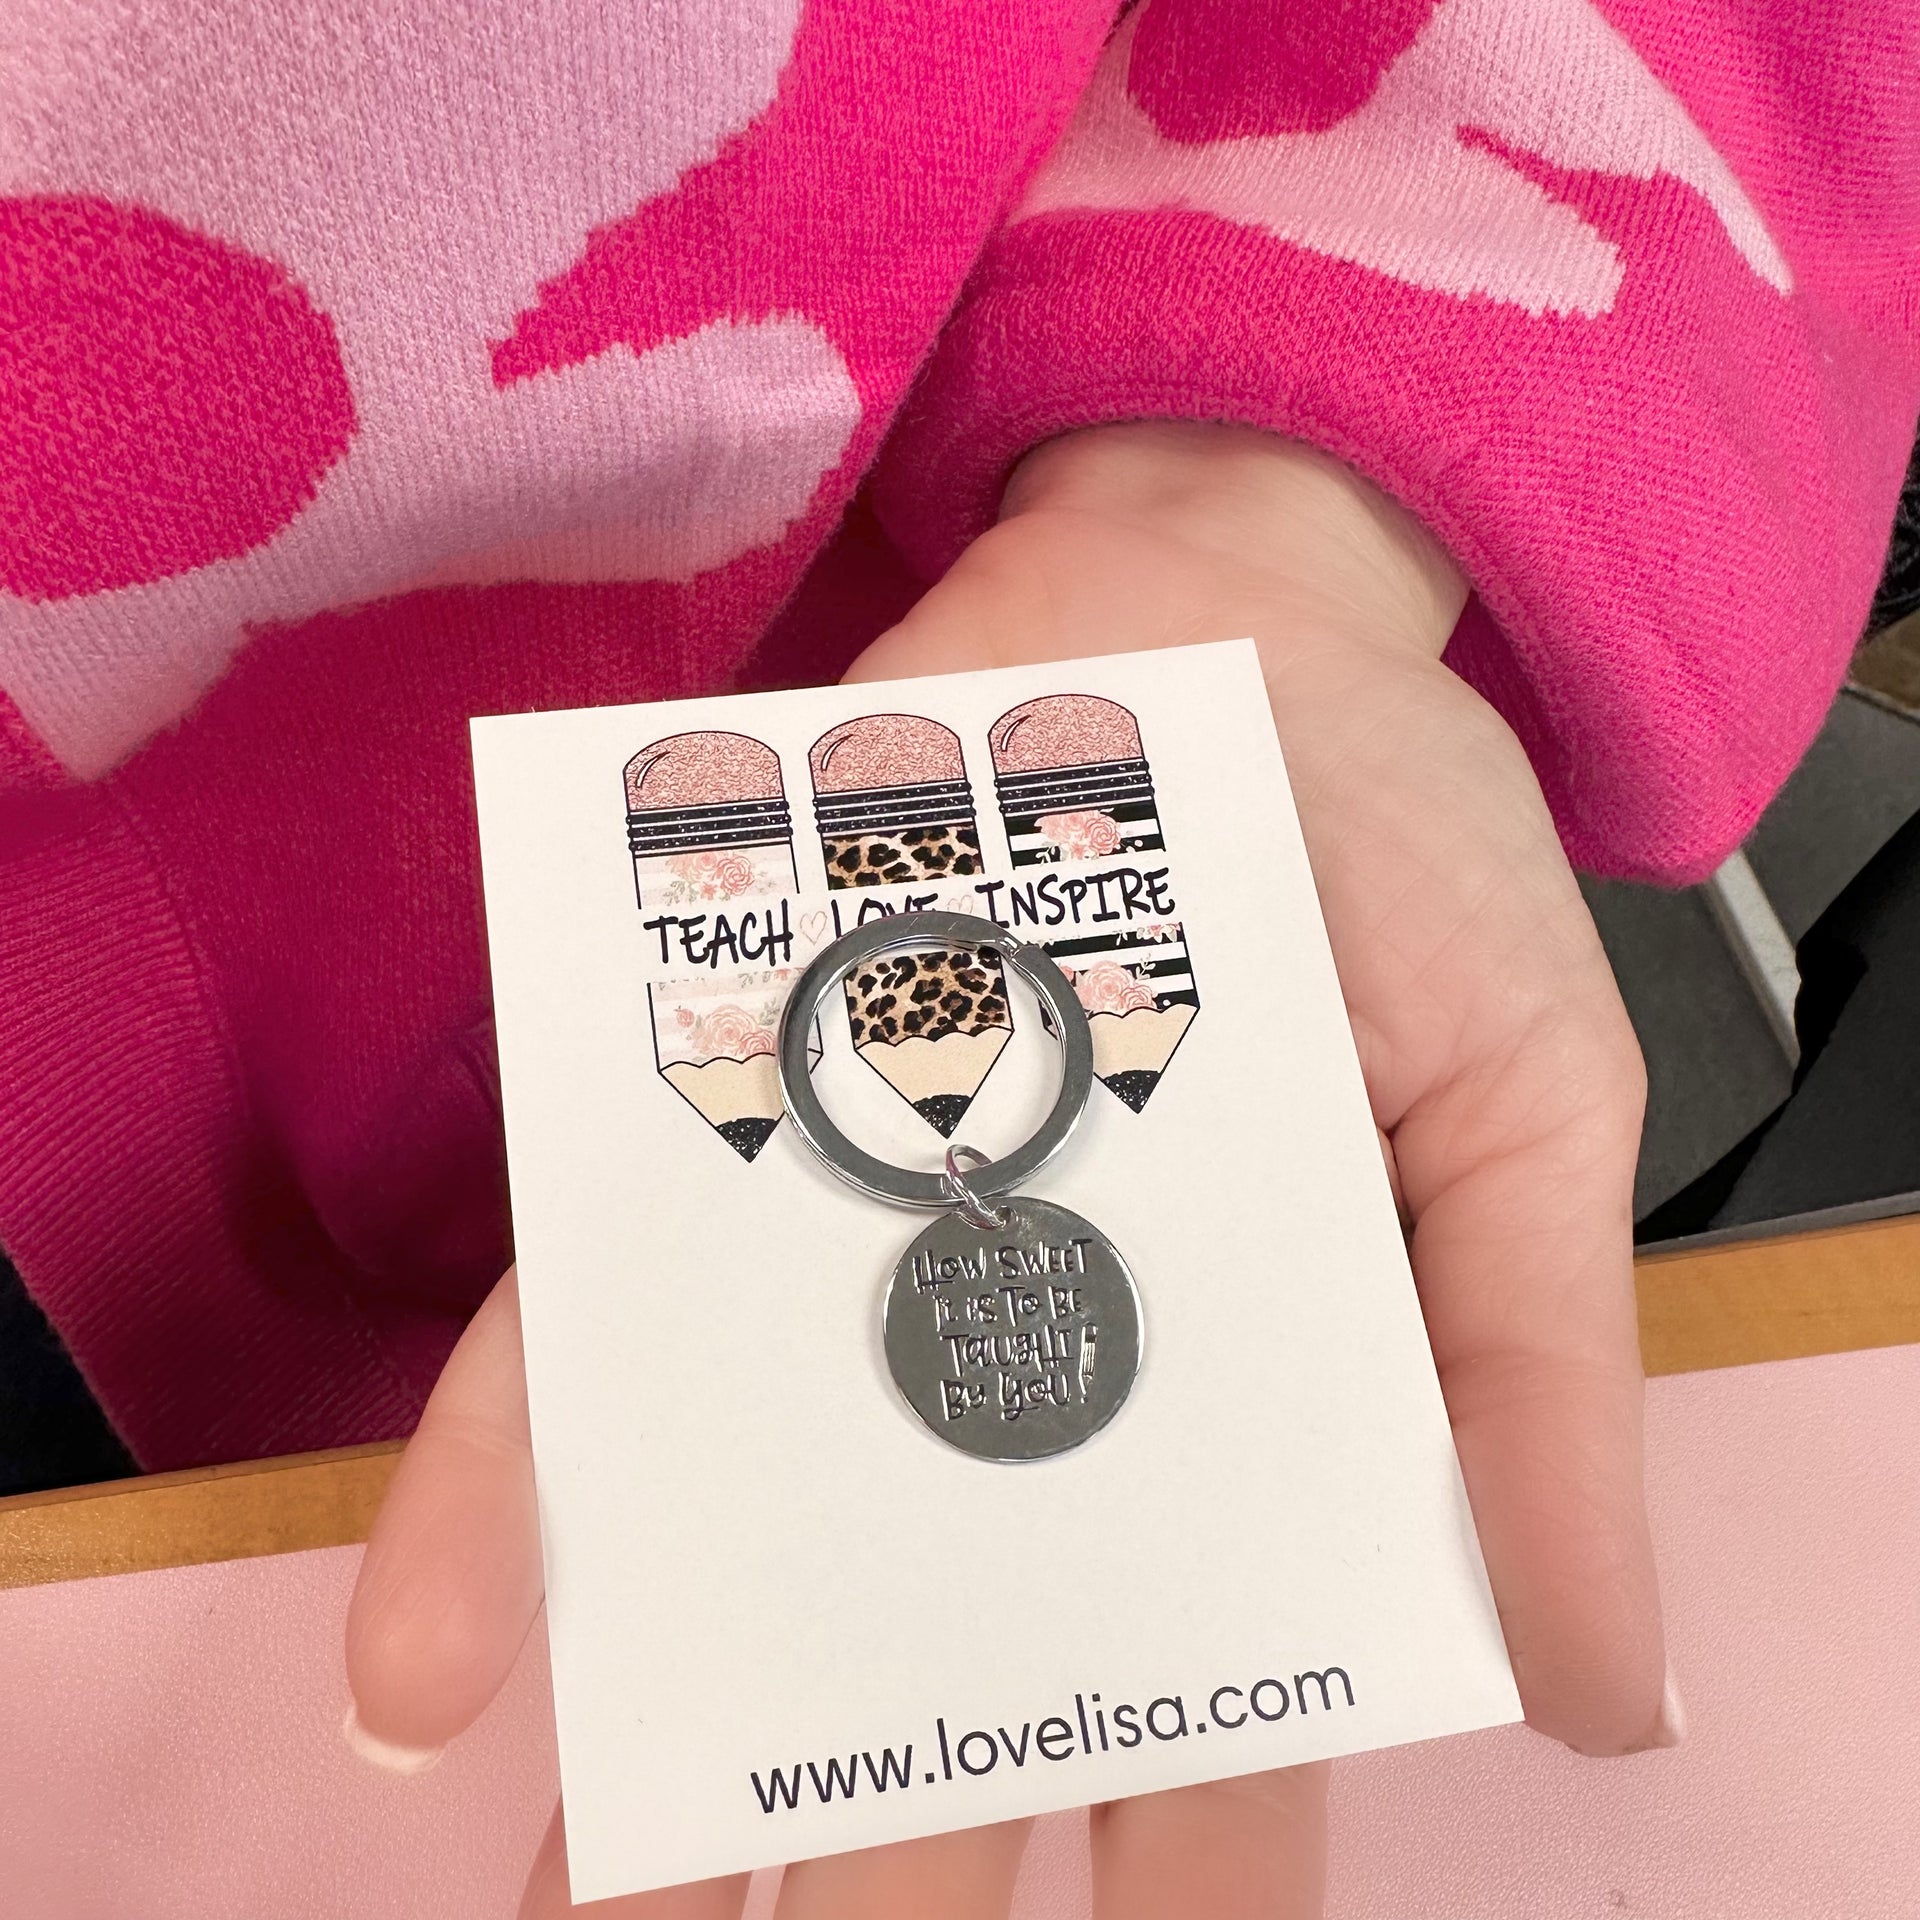 TEACH ♡ LOVE ♡ INSPIRE
HOW SWEET
IT IS TO BE
TAUGHT
BY YOU!
www.lovelisa.com